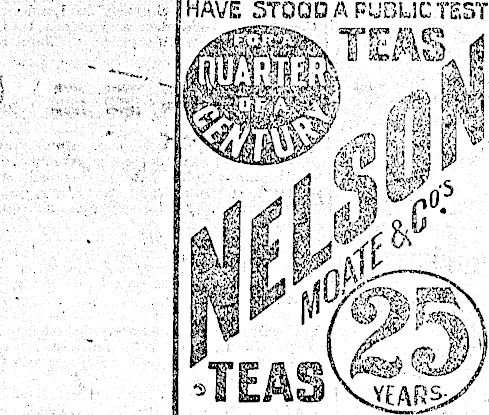 HAVE STOOD A PUBLIC TEST
FOR A
QUARTER
OF A
CENTURY
TEAS
NELSON
MOATE & CO'S
TEAS
25
YEARS.